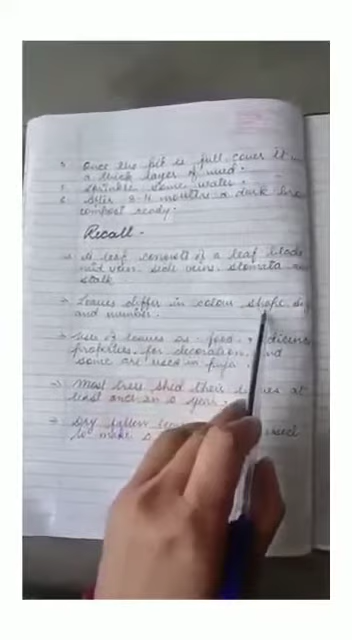 Once the pit is full cover it
a thick layer of mud.
Sprinkle some water.
6 After 3-4 months a dark
compost ready.
Recall -
A leaf consists of a leaf blade
mid vein, side veins, stomata an
stalk
→ Leaves differ in colour shape
and number.
→ Use of leaves as food,
properties for decoration, and
some are used in puja.
→ Most trees shed their leaves at
least once in a year.
→ Dry fallen used
to make